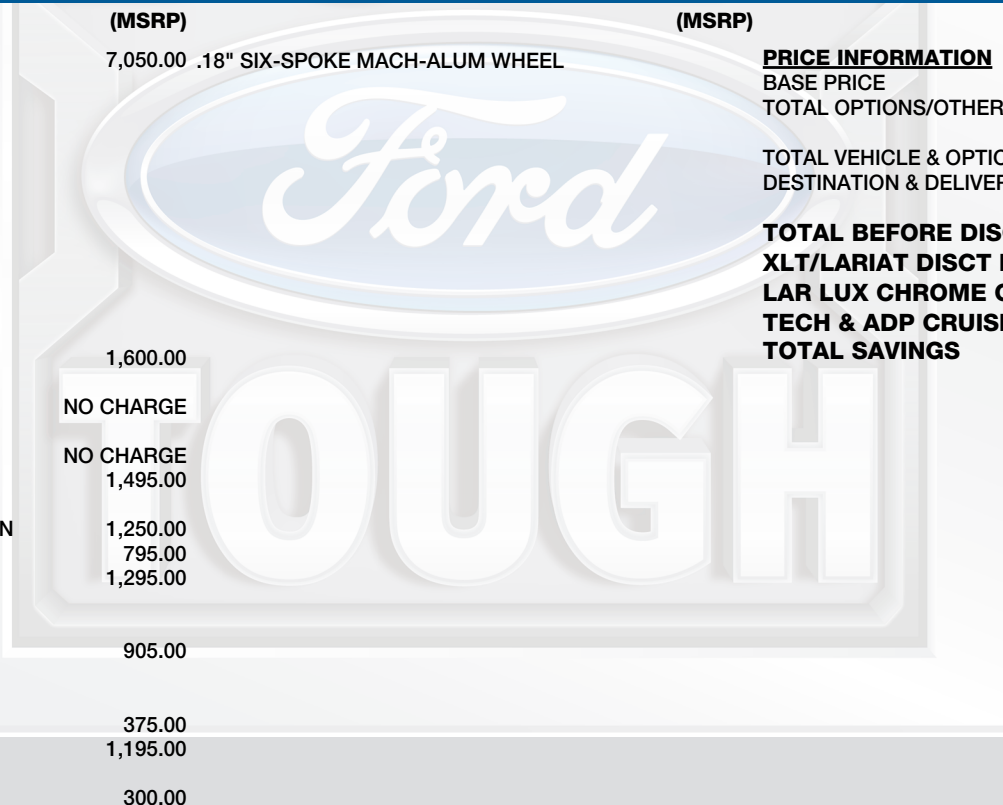 (MSRP) (MSRP)
7,050.00 .18" SIX-SPOKE MACH-ALUM WHEEL
PRICE INFORMATION
BASE PRICE
TOTAL OPTIONS/OTHER
TOTAL VEHICLE & OPTIO
DESTINATION & DELIVER
TOTAL BEFORE DISC
XLT/LARIAT DISCT
LAR LUX CHROME
TECH & ADP CRUIS
TOTAL SAVINGS
Ford
TOUGH
1,600.00
NO CHARGE
NO CHARGE
1,495.00
N 1,250.00
795.00
1,295.00
905.00
375.00
1,195.00
300.00